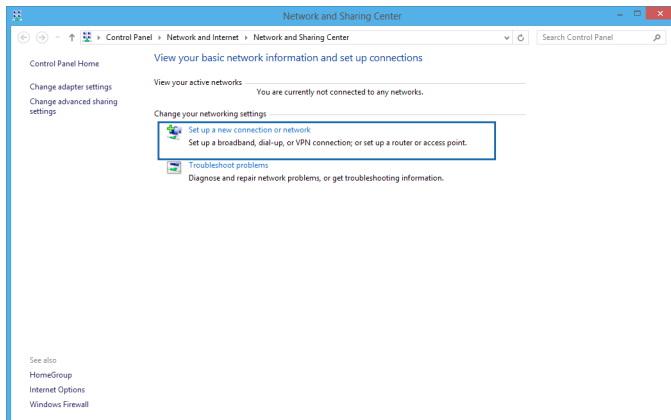 Network and Sharing Center
Control Panel Network and Internet Network and Sharing Center
Search Control Panel
Control Panel Home
Change adapter settings
Change advanced sharing
settings
View your basic network information and set up connections
View your active networks
You are currently not connected to any networks.
Change your networking settings
Set up a new connection or network
Set up a broadband, dial-up, or VPN connection; or set up a router or access point.
Troubleshoot problems
Diagnose and repair network problems, or get troubleshooting information.
See also
HomeGroup
Internet Options
Windows Firewall